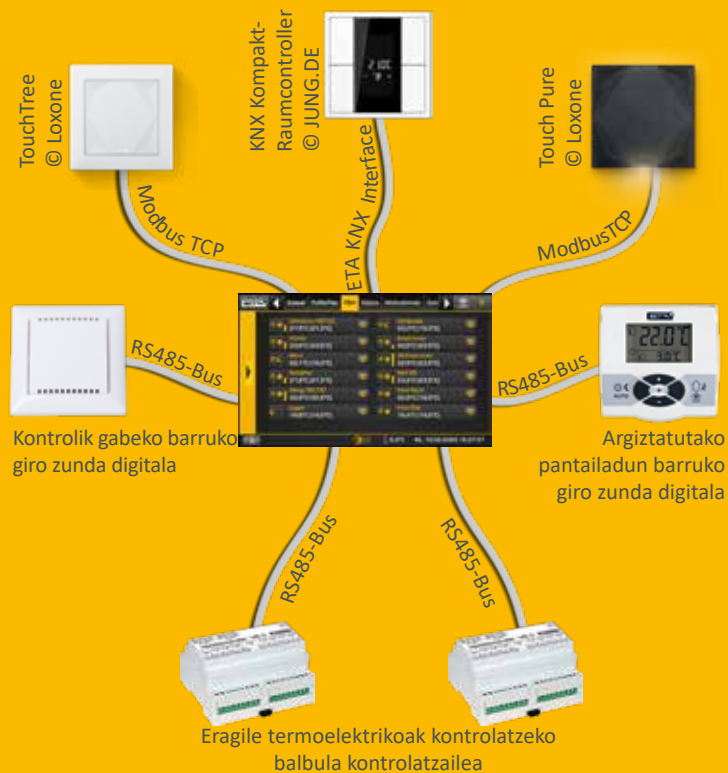 TouchTree
© Loxone
KNX Kompakt-
Raumcontroller
© JUNG.DE
Touch Pure
© Loxone
Modbus TCP
ETA KNX Interface
ModbusTCP
RS485-Bus
RS485-Bus
22.0°C
AUTO
Kontrolik gabeko barruko
giro zunda digitala
Argiztatutako
pantailadun barruko
giro zunda digitala
RS485-Bus
RS485-Bus
Eragile termoelektrikoak kontrolatzeko
balbula kontrolatzailea